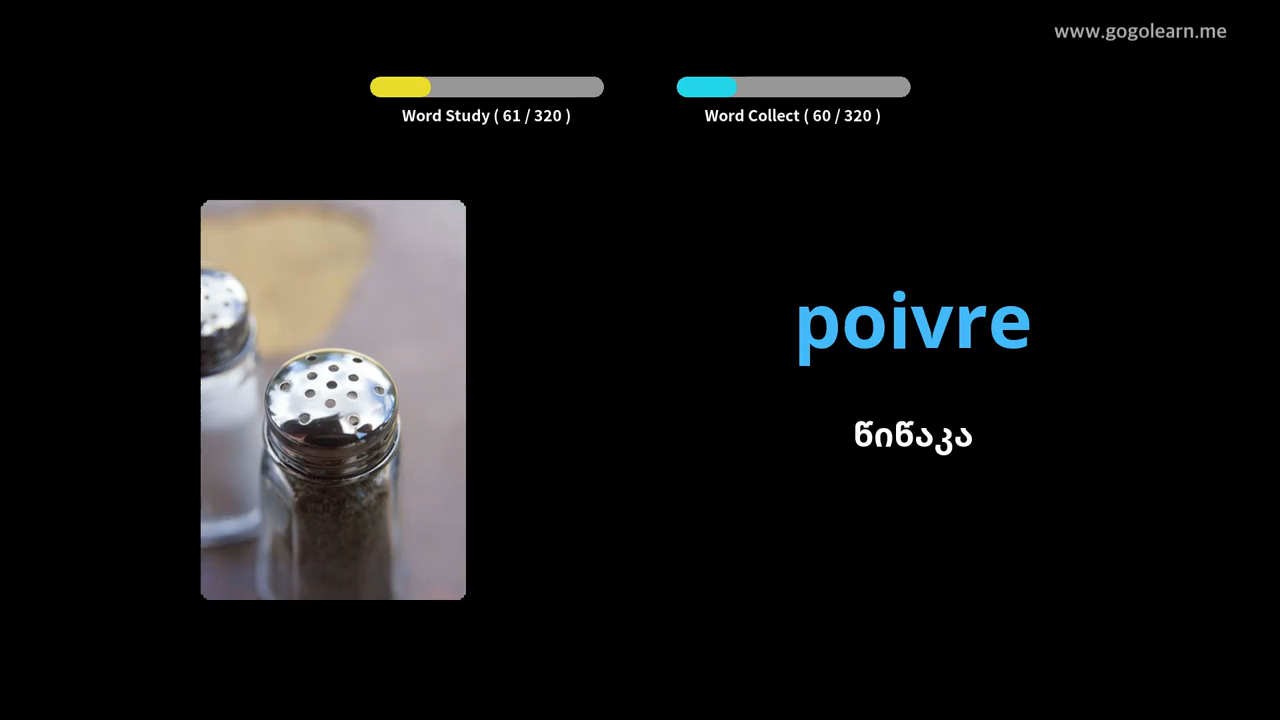 www.gogolearn.me
Word Study ( 61 / 320 )
Word Collect ( 60 / 320 )
poivre
წიწაკა